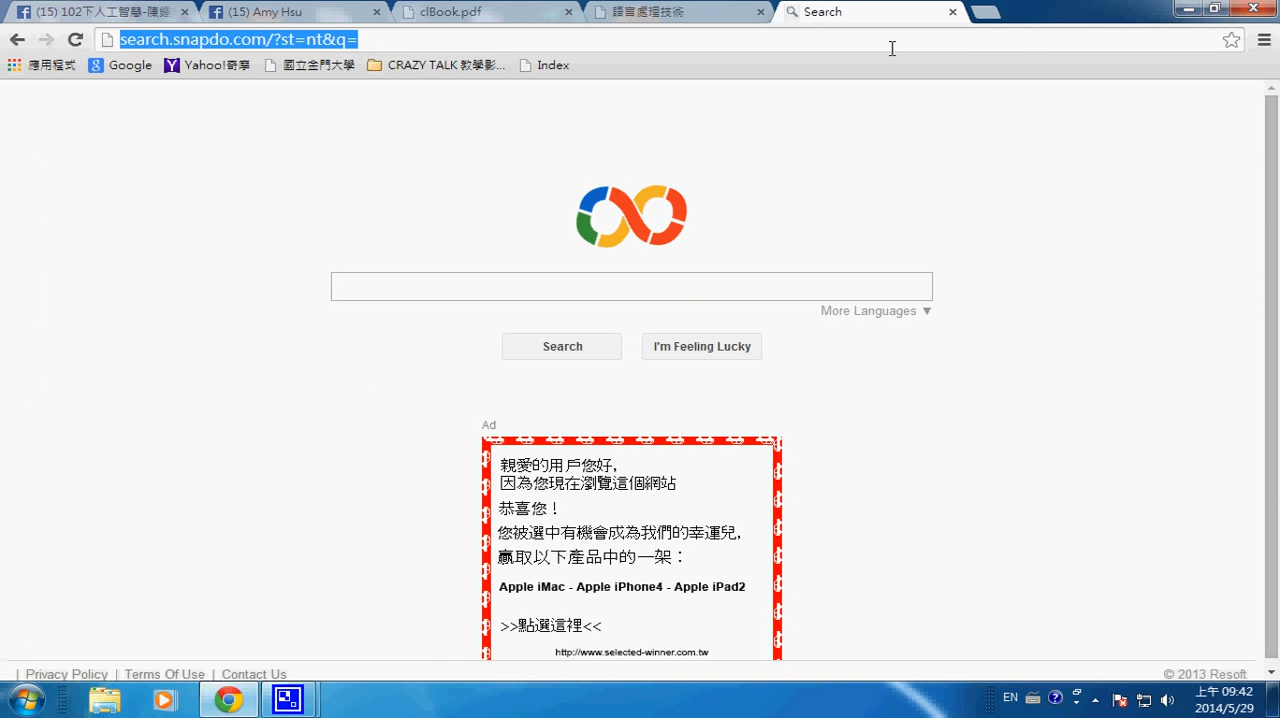 (15) 102下人工智慧-陳鍾
(15) Amy Hsu
clBook.pdf
語言處理技術
Search
search.snapdo.com/?st=nt&q=
應用程式
Google
Yahoo!奇摩
國立金門大學
CRAZY TALK 教學影...
Index
More Languages ▼
Search
I'm Feeling Lucky
Ad
親愛的用戶您好,
因為您現在瀏覽這個網站
恭喜您！
您被選中有機會成為我們的幸運兒,
贏取以下產品中的一架：
Apple iMac - Apple iPhone4 - Apple iPad2
>>點選這裡<<
http://www.selected-winner.com.tw
| Privacy Policy | Terms Of Use | Contact Us
© 2013 Resoft
EN
上午 09:42
2014/5/29